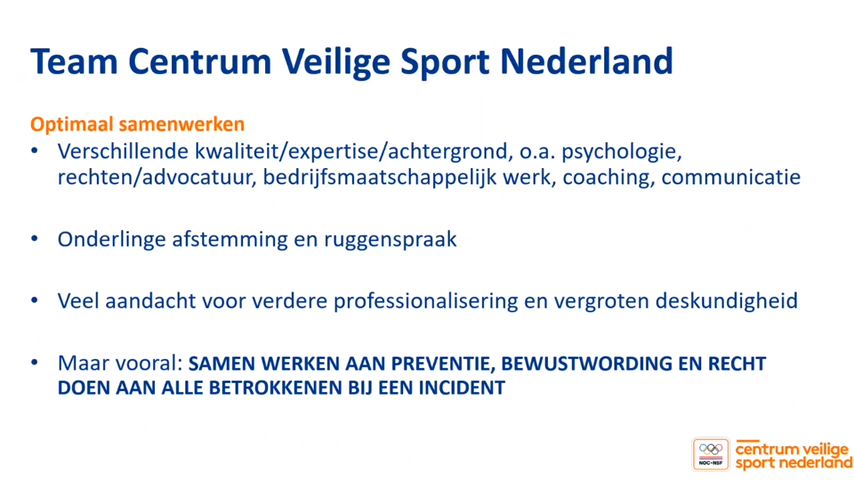 Team Centrum Veilige Sport Nederland
Optimaal samenwerken
• Verschillende kwaliteit/expertise/achtergrond, o.a. psychologie,
rechten/advocatuur, bedrijfsmaatschappelijk werk, coaching, communicatie
• Onderlinge afstemming en ruggenspraak
• Veel aandacht voor verdere professionalisering en vergroten deskundigheid
• Maar vooral: SAMEN WERKEN AAN PREVENTIE, BEWUSTWORDING EN RECHT
DOEN AAN ALLE BETROKKENEN BIJ EEN INCIDENT
NOC*NSF
centrum veilige
sport nederland